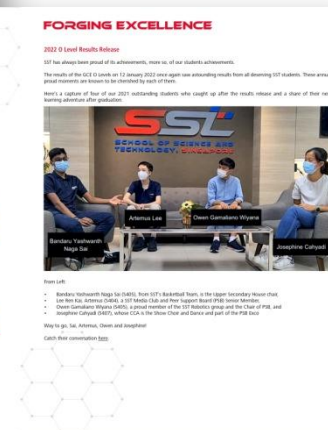 FORGING EXCELLENCE
2022 O Level Results Release
SST has always been proud of its achievements, more so, of our students achievements.
The results of the GCE O Levels on 12 January 2022 once again saw astounding results from all deserving SST students. These
proud moments are known to be cherished by each of them.
Here's a capture of four of our 2021 outstanding students who caught up after the results release and a share of their
learning adventure after graduation:
SST
SCHOOL OF SCIENCE AND
TECHNOLOGY, SINGAPORE
Artemus Lee
Owen Gamaliano Wiyana
Bandaru Yashwanth
Naga Sai
Josephine Cahyadi
From Left:
Bandaru Yashwanth Naga Sai (S405), from SST's Basketball Team, is the Upper Secondary House chair,
Lee Ren Kai, Artemus (S404), a SST Media Club and Peer Support Board (PSB) Senior Member,
Owen Gamaliano Wiyana (S405), a proud member of the SST Robotics group and the Chair of PSB, and
Josephine Cahyadi (S407), whose CCA is the Show Choir and Dance and part of the PSB
Way to go, Sai, Artemus, Owen and Josephine!
Catch their conversation here.